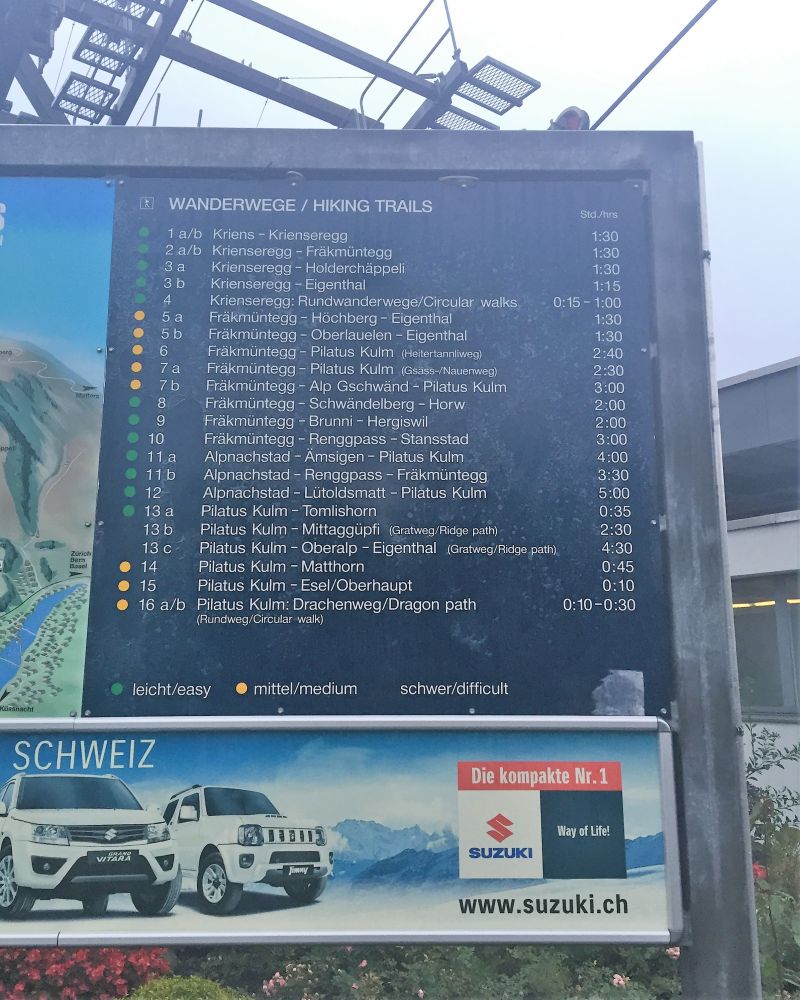 WANDERWEGE / HIKING TRAILS
Std./hrs
1 a/b Kriens – Krienseregg 1:30
2 a/b Krienseregg – Fräkmüntegg 1:30
3 a Krienseregg – Holderchäppeli 1:30
3 b Krienseregg – Eigenthal 1:15
4 Krienseregg: Rundwanderwege/Circular walks 0:15 – 1:00
5 a Fräkmüntegg – Höchberg – Eigenthal 1:30
5 b Fräkmüntegg – Oberlauelen – Eigenthal 1:30
6 Fräkmüntegg – Pilatus Kulm (Heitertannliweg) 2:40
7 a Fräkmüntegg – Pilatus Kulm (Gsäss-/Nauenweg) 2:30
7 b Fräkmüntegg – Alp Gschwänd – Pilatus Kulm 3:00
8 Fräkmüntegg – Schwändelberg – Horw 2:00
9 Fräkmüntegg – Brunni – Hergiswil 2:00
10 Fräkmüntegg – Renggpass – Stansstad 3:00
11 a Alpnachstad – Ämsigen – Pilatus Kulm 4:00
11 b Alpnachstad – Renggpass – Fräkmüntegg 3:30
12 Alpnachstad – Lütoldsmatt – Pilatus Kulm 5:00
13 a Pilatus Kulm – Tomlishorn 0:35
13 b Pilatus Kulm – Mittaggüpfi (Gratweg/Ridge path) 2:30
13 c Pilatus Kulm – Oberalp – Eigenthal (Gratweg/Ridge path) 4:30
14 Pilatus Kulm – Matthorn 0:45
15 Pilatus Kulm – Esel/Oberhaupt 0:10
16 a/b Pilatus Kulm: Drachenweg/Dragon path 0:10 – 0:30
(Rundweg/Circular walk)
leicht/easy mittel/medium schwer/difficult
Malters
Zürich
Bern
Basel
Küssnacht
SCHWEIZ
Die kompakte Nr. 1
SUZUKI
Way of Life!
GRAND
VITARA
Jimny
www.suzuki.ch